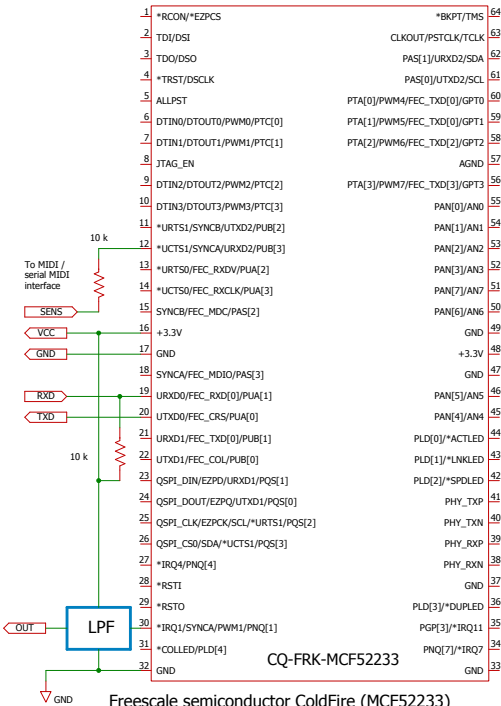 1 *RCON/*EZPCS *BKPT/TMS 64
2 TDI/DSI CLKOUT/PSTCLK/TCLK 63
3 TDO/DSO PAS[1]/URXD2/SDA 62
4 *TRST/DSCLK PAS[0]/UTXD2/SCL 61
5 ALLPST PTA[0]/PWM4/FEC_TXD[0]/GPT0 60
6 DTIN0/DTOUT0/PWM0/PTC[0] PTA[1]/PWM5/FEC_TXD[0]/GPT1 59
7 DTIN1/DTOUT1/PWM1/PTC[1] PTA[2]/PWM6/FEC_TXD[2]/GPT2 58
8 JTAG_EN AGND 57
9 DTIN2/DTOUT2/PWM2/PTC[2] PTA[3]/PWM7/FEC_TXD[3]/GPT3 56
10 DTIN3/DTOUT3/PWM3/PTC[3] PAN[0]/AN0 55
11 *URTS1/SYNCB/UTXD2/PUB[2] PAN[1]/AN1 54
10 k
12 *UCTS1/SYNCA/URXD2/PUB[3] PAN[2]/AN2 53
To MIDI /
serial MIDI
interface
13 *URTS0/FEC_RXDV/PUA[2] PAN[3]/AN3 52
14 *UCTS0/FEC_RXCLK/PUA[3] PAN[7]/AN7 51
SENS 15 SYNCB/FEC_MDC/PAS[2] PAN[6]/AN6 50
VCC 16 +3.3V GND 49
GND 17 GND +3.3V 48
18 SYNCA/FEC_MDIO/PAS[3] GND 47
RXD 19 URXD0/FEC_RXD[0]/PUA[1] PAN[5]/AN5 46
TXD 20 UTXD0/FEC_CRS/PUA[0] PAN[4]/AN4 45
21 URXD1/FEC_TXD[0]/PUB[1] PLD[0]/*ACTLED 44
10 k 22 UTXD1/FEC_COL/PUB[0] PLD[1]/*LNKLED 43
23 QSPI_DIN/EZPD/URXD1/PQS[1] PLD[2]/*SPDLED 42
24 QSPI_DOUT/EZPQ/UTXD1/PQS[0] PHY_TXP 41
25 QSPI_CLK/EZPCK/SCL/*URTS1/PQS[2] PHY_TXN 40
26 QSPI_CS0/SDA/*UCTS1/PQS[3] PHY_RXP 39
27 *IRQ4/PNQ[4] PHY_RXN 38
28 *RSTI GND 37
29 *RSTO PLD[3]/*DUPLED 36
OUT LPF 30 *IRQ1/SYNCA/PWM1/PNQ[1] PGP[3]/*IRQ11 35
31 *COLLED/PLD[4] PNQ[7]/*IRQ7 34
32 GND CQ-FRK-MCF52233 GND 33
GND
Freescale semiconductor ColdFire (MCF52233)